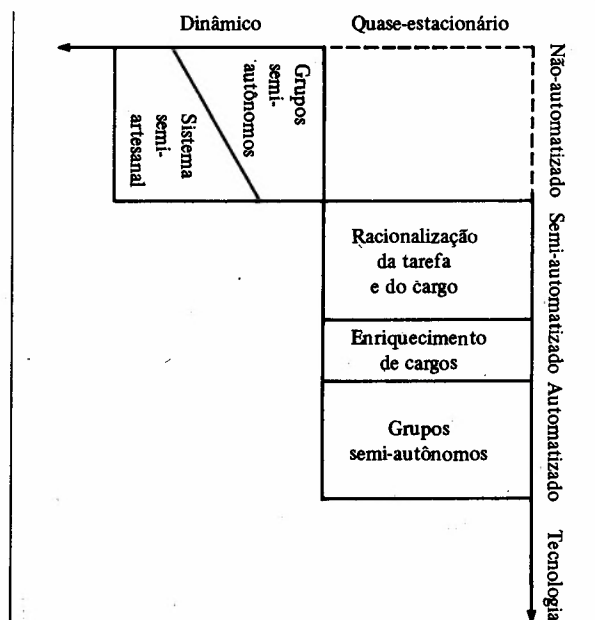 Dinâmico
Quase-estacionário
Grupos
semi-
autônomos
Sistema
semi-
artesanal
Não-automatizado
Semi-automatizado
Automatizado
Tecnologia
Racionalização
da tarefa
e do cargo
Enriquecimento
de cargos
Grupos
semi-autônomos